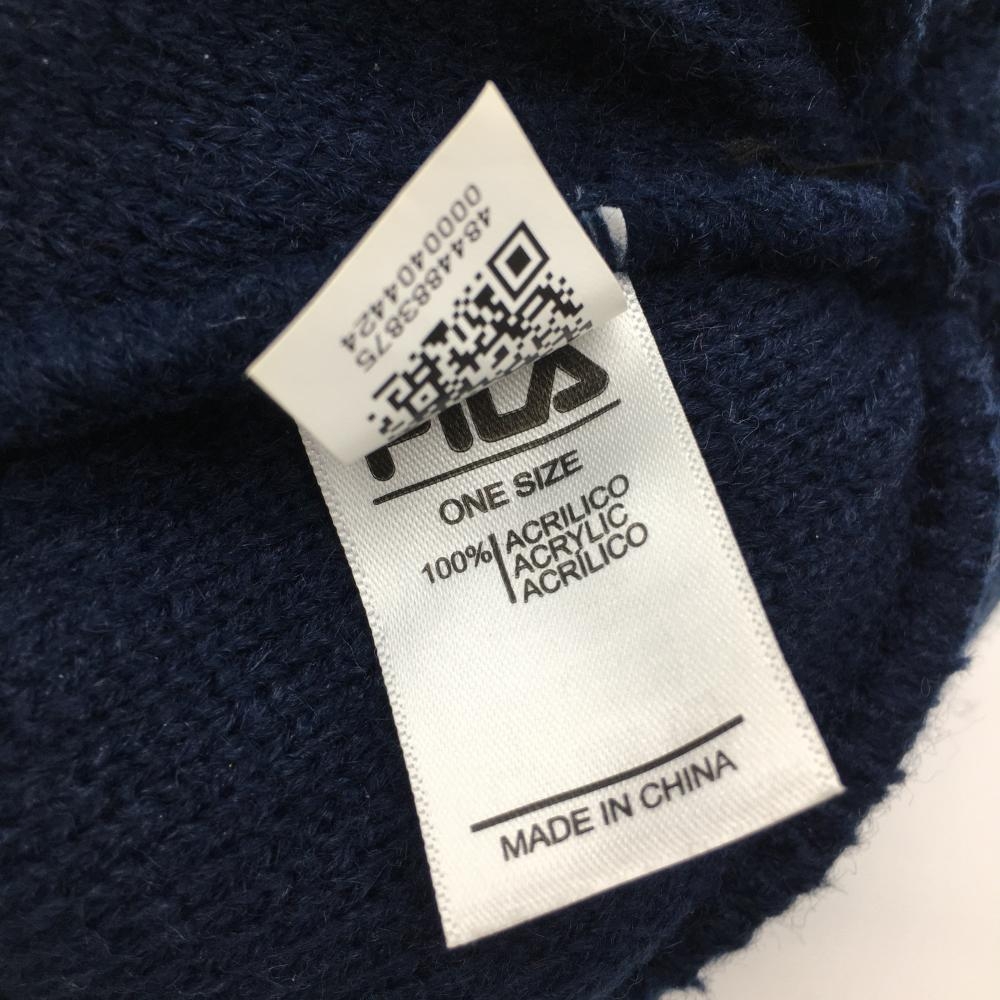 4844883875
0000404424
FILA
ONE SIZE
100%
ACRILICO
ACRYLIC
ACRÍLICO
MADE IN CHINA